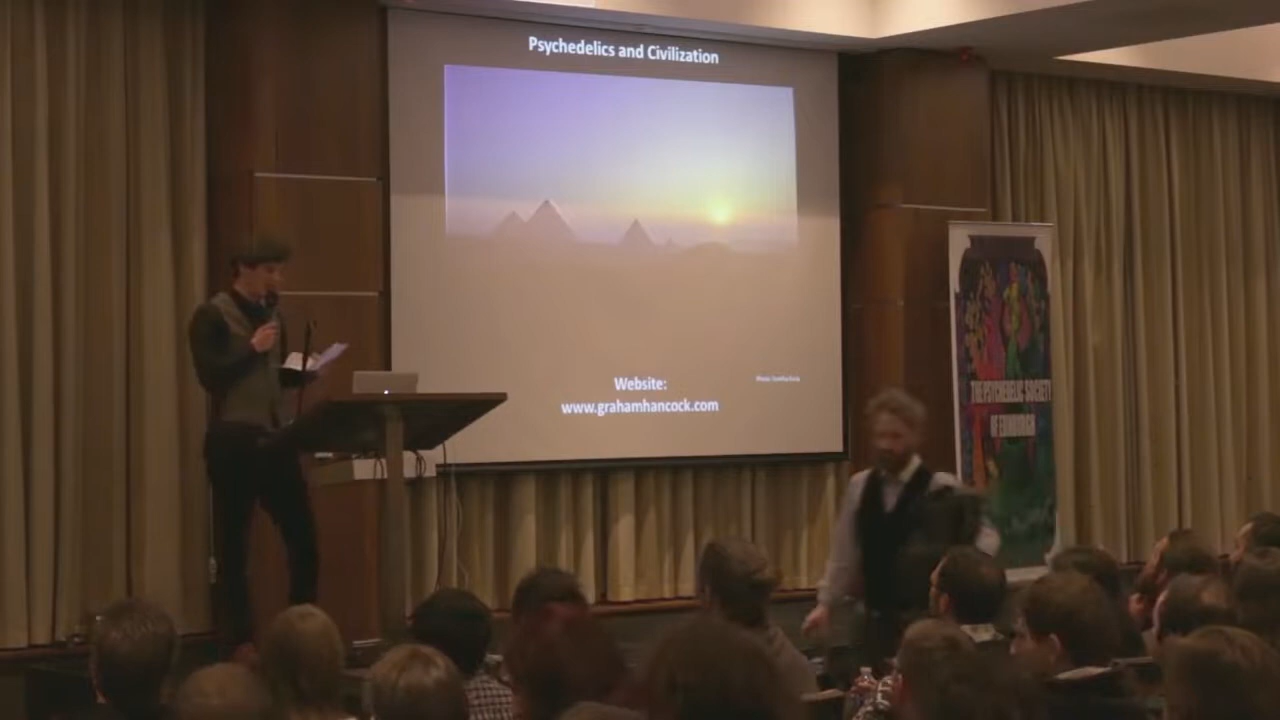 Psychedelics and Civilization
Website:
www.grahamhancock.com
THE PSYCHEDELIC SOCIETY
OF EDINBURGH